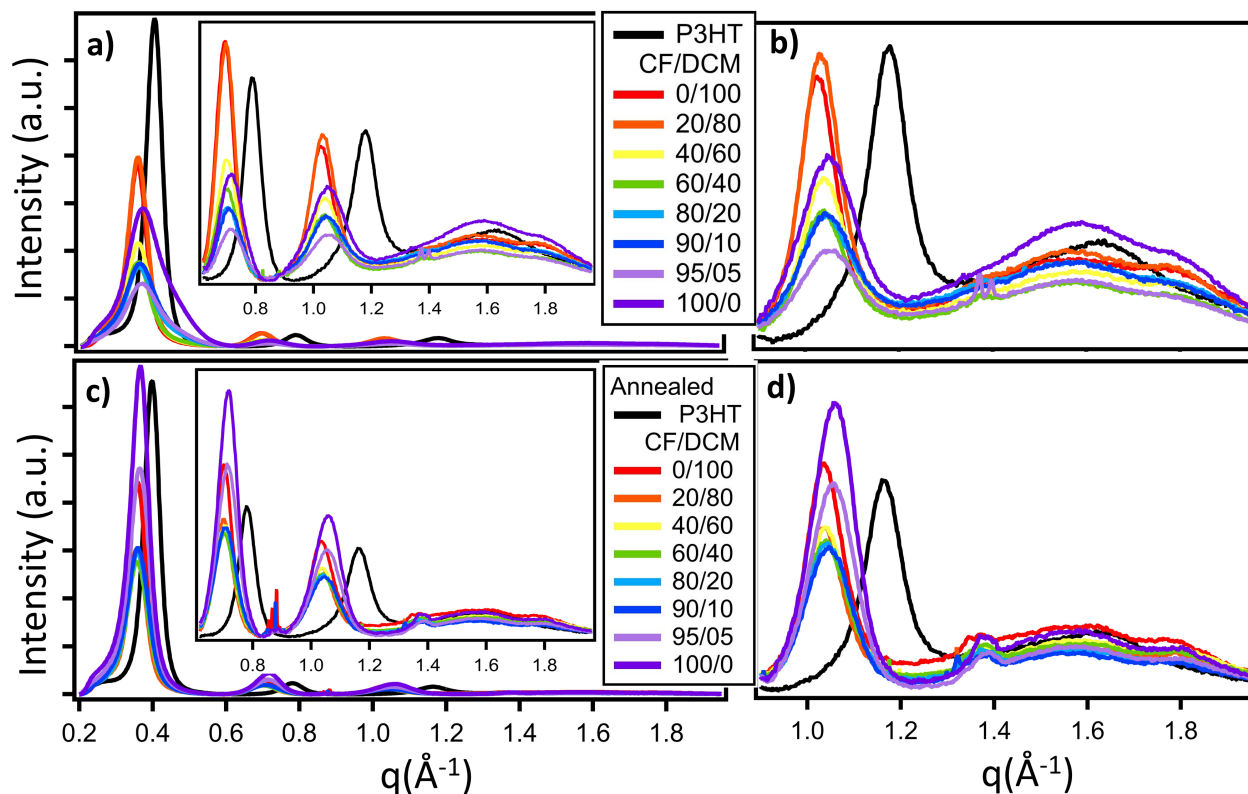 a)
0.8 1.0 1.2 1.4 1.6 1.8
Intensity (a.u.)
P3HT
CF/DCM
0/100
20/80
40/60
60/40
80/20
90/10
95/05
100/0
b)
1.0 1.2 1.4 1.6 1.8
c)
0.8 1.0 1.2 1.4 1.6 1.8
Intensity (a.u.)
0.2 0.4 0.6 0.8 1.0 1.2 1.4 1.6 1.8
q(Å-1)
Annealed
P3HT
CF/DCM
0/100
20/80
40/60
60/40
80/20
90/10
95/05
100/0
d)
1.0 1.2 1.4 1.6 1.8
q(Å-1)